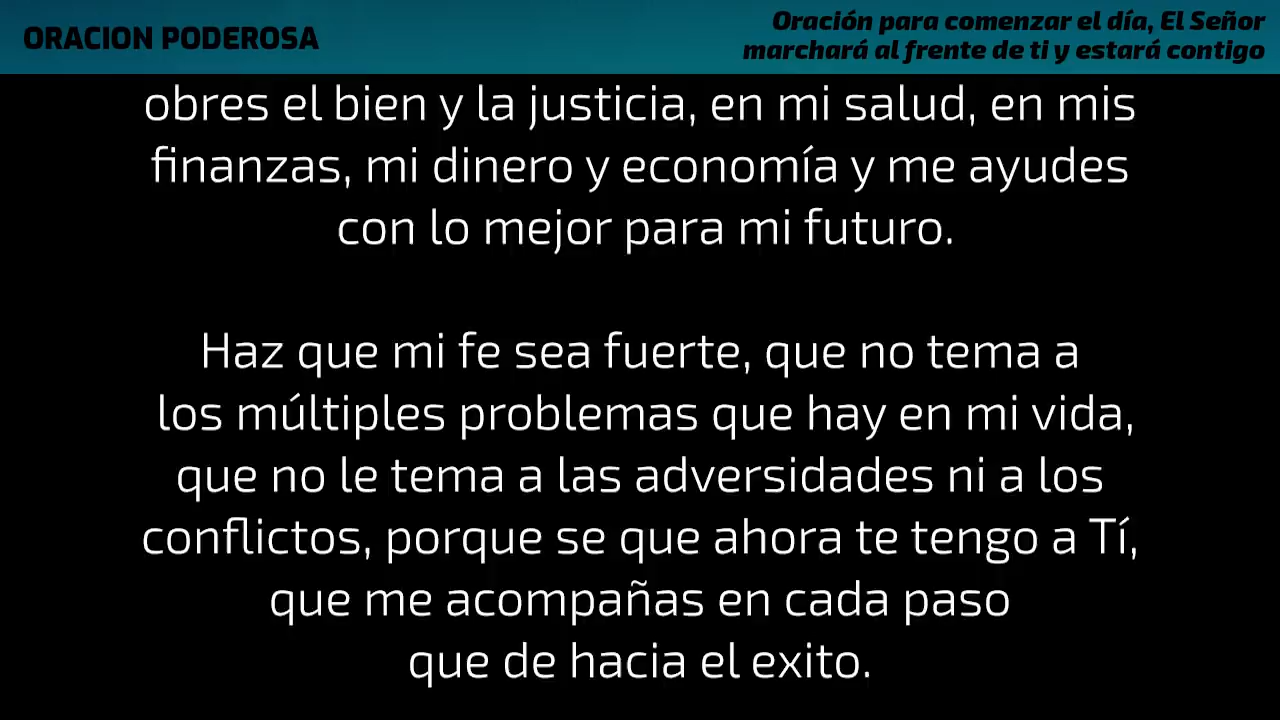 ORACION PODEROSA
Oración para comenzar el día, El Señor
marchará al frente de ti y estará contigo
obres el bien y la justicia, en mi salud, en mis
finanzas, mi dinero y economía y me ayudes
con lo mejor para mi futuro.
Haz que mi fe sea fuerte, que no tema a
los múltiples problemas que hay en mi vida,
que no le tema a las adversidades ni a los
conflictos, porque se que ahora te tengo a Tí,
que me acompañas en cada paso
que de hacia el exito.